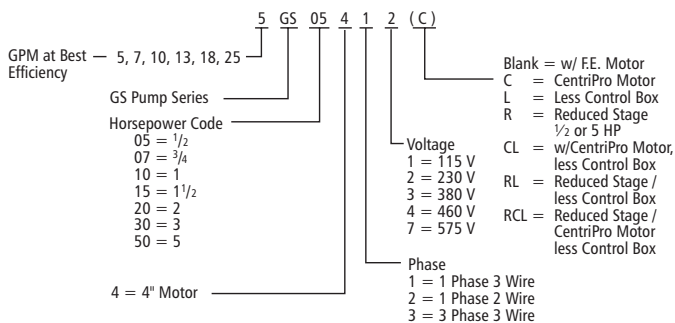 5 GS 05 4 1 2 (C)
GPM at Best
Efficiency
5, 7, 10, 13, 18, 25
GS Pump Series
Horsepower Code
05 = 1/2
07 = 3/4
10 = 1
15 = 11/2
20 = 2
30 = 3
50 = 5
4 = 4" Motor
Voltage
1 = 115 V
2 = 230 V
3 = 380 V
4 = 460 V
7 = 575 V
Phase
1 = 1 Phase 3 Wire
2 = 1 Phase 2 Wire
3 = 3 Phase 3 Wire
Blank = w/ F.E. Motor
C = CentriPro Motor
L = Less Control Box
R = Reduced Stage
1/2 or 5 HP
CL = w/CentriPro Motor,
less Control Box
RL = Reduced Stage /
less Control Box
RCL = Reduced Stage /
CentriPro Motor
less Control Box